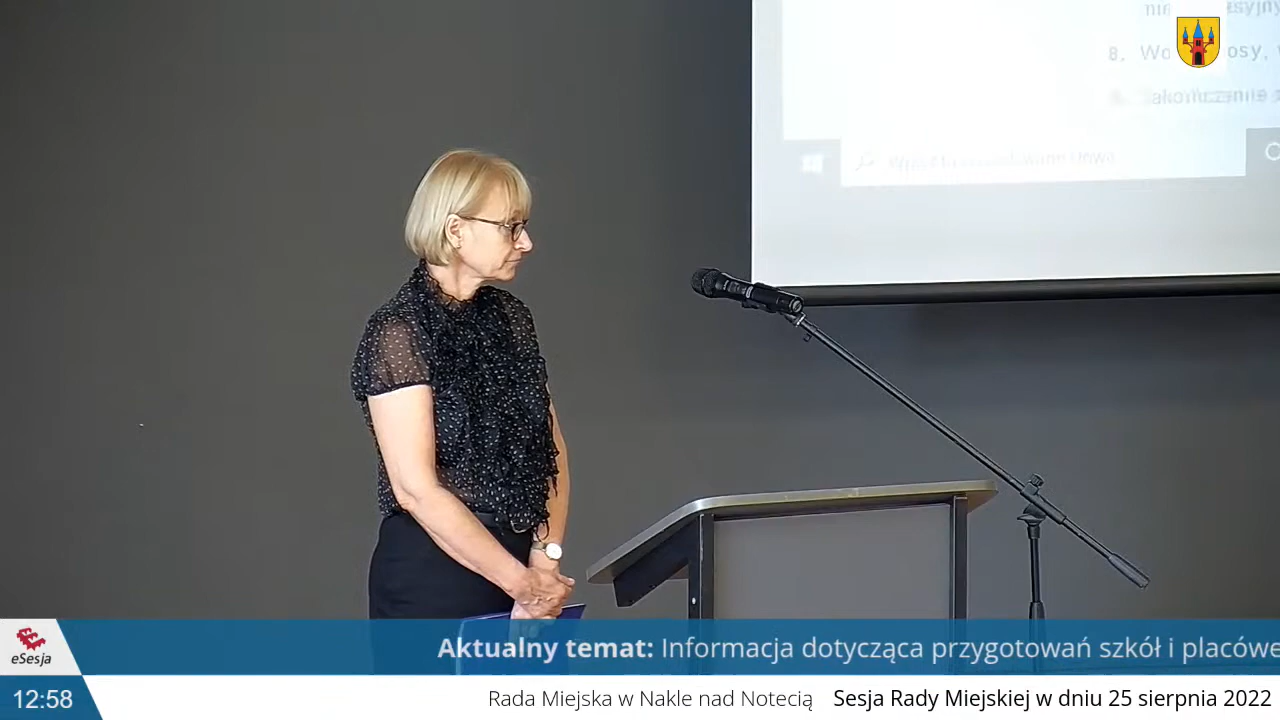 8.
eSesja
Aktualny temat: Informacja dotycząca przygotowań szkół i
12:58
Rada Miejska w Nakle nad Notecią Sesja Rady Miejskiej w dniu 25 sierpnia 2022